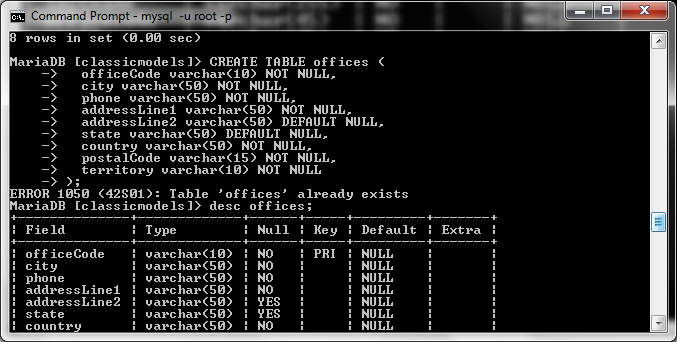 Command Prompt - mysql  -u root -p
8 rows in set (0.00 sec)
MariaDB [classicmodels]> CREATE TABLE offices (
    ->   officeCode varchar(10) NOT NULL,
    ->   city varchar(50) NOT NULL,
    ->   phone varchar(50) NOT NULL,
    ->   addressLine1 varchar(50) NOT NULL,
    ->   addressLine2 varchar(50) DEFAULT NULL,
    ->   state varchar(50) DEFAULT NULL,
    ->   country varchar(50) NOT NULL,
    ->   postalCode varchar(15) NOT NULL,
    ->   territory varchar(10) NOT NULL
    -> );
ERROR 1050 (42S01): Table 'offices' already exists
MariaDB [classicmodels]> desc offices;
+--------------+-------------+------+-----+---------+-------+
| Field        | Type        | Null | Key | Default | Extra |
+--------------+-------------+------+-----+---------+-------+
| officeCode   | varchar(10) | NO   | PRI | NULL    |       |
| city         | varchar(50) | NO   |     | NULL    |       |
| phone        | varchar(50) | NO   |     | NULL    |       |
| addressLine1 | varchar(50) | NO   |     | NULL    |       |
| addressLine2 | varchar(50) | YES  |     | NULL    |       |
| state        | varchar(50) | YES  |     | NULL    |       |
| country      | varchar(50) | NO   |     | NULL    |       |